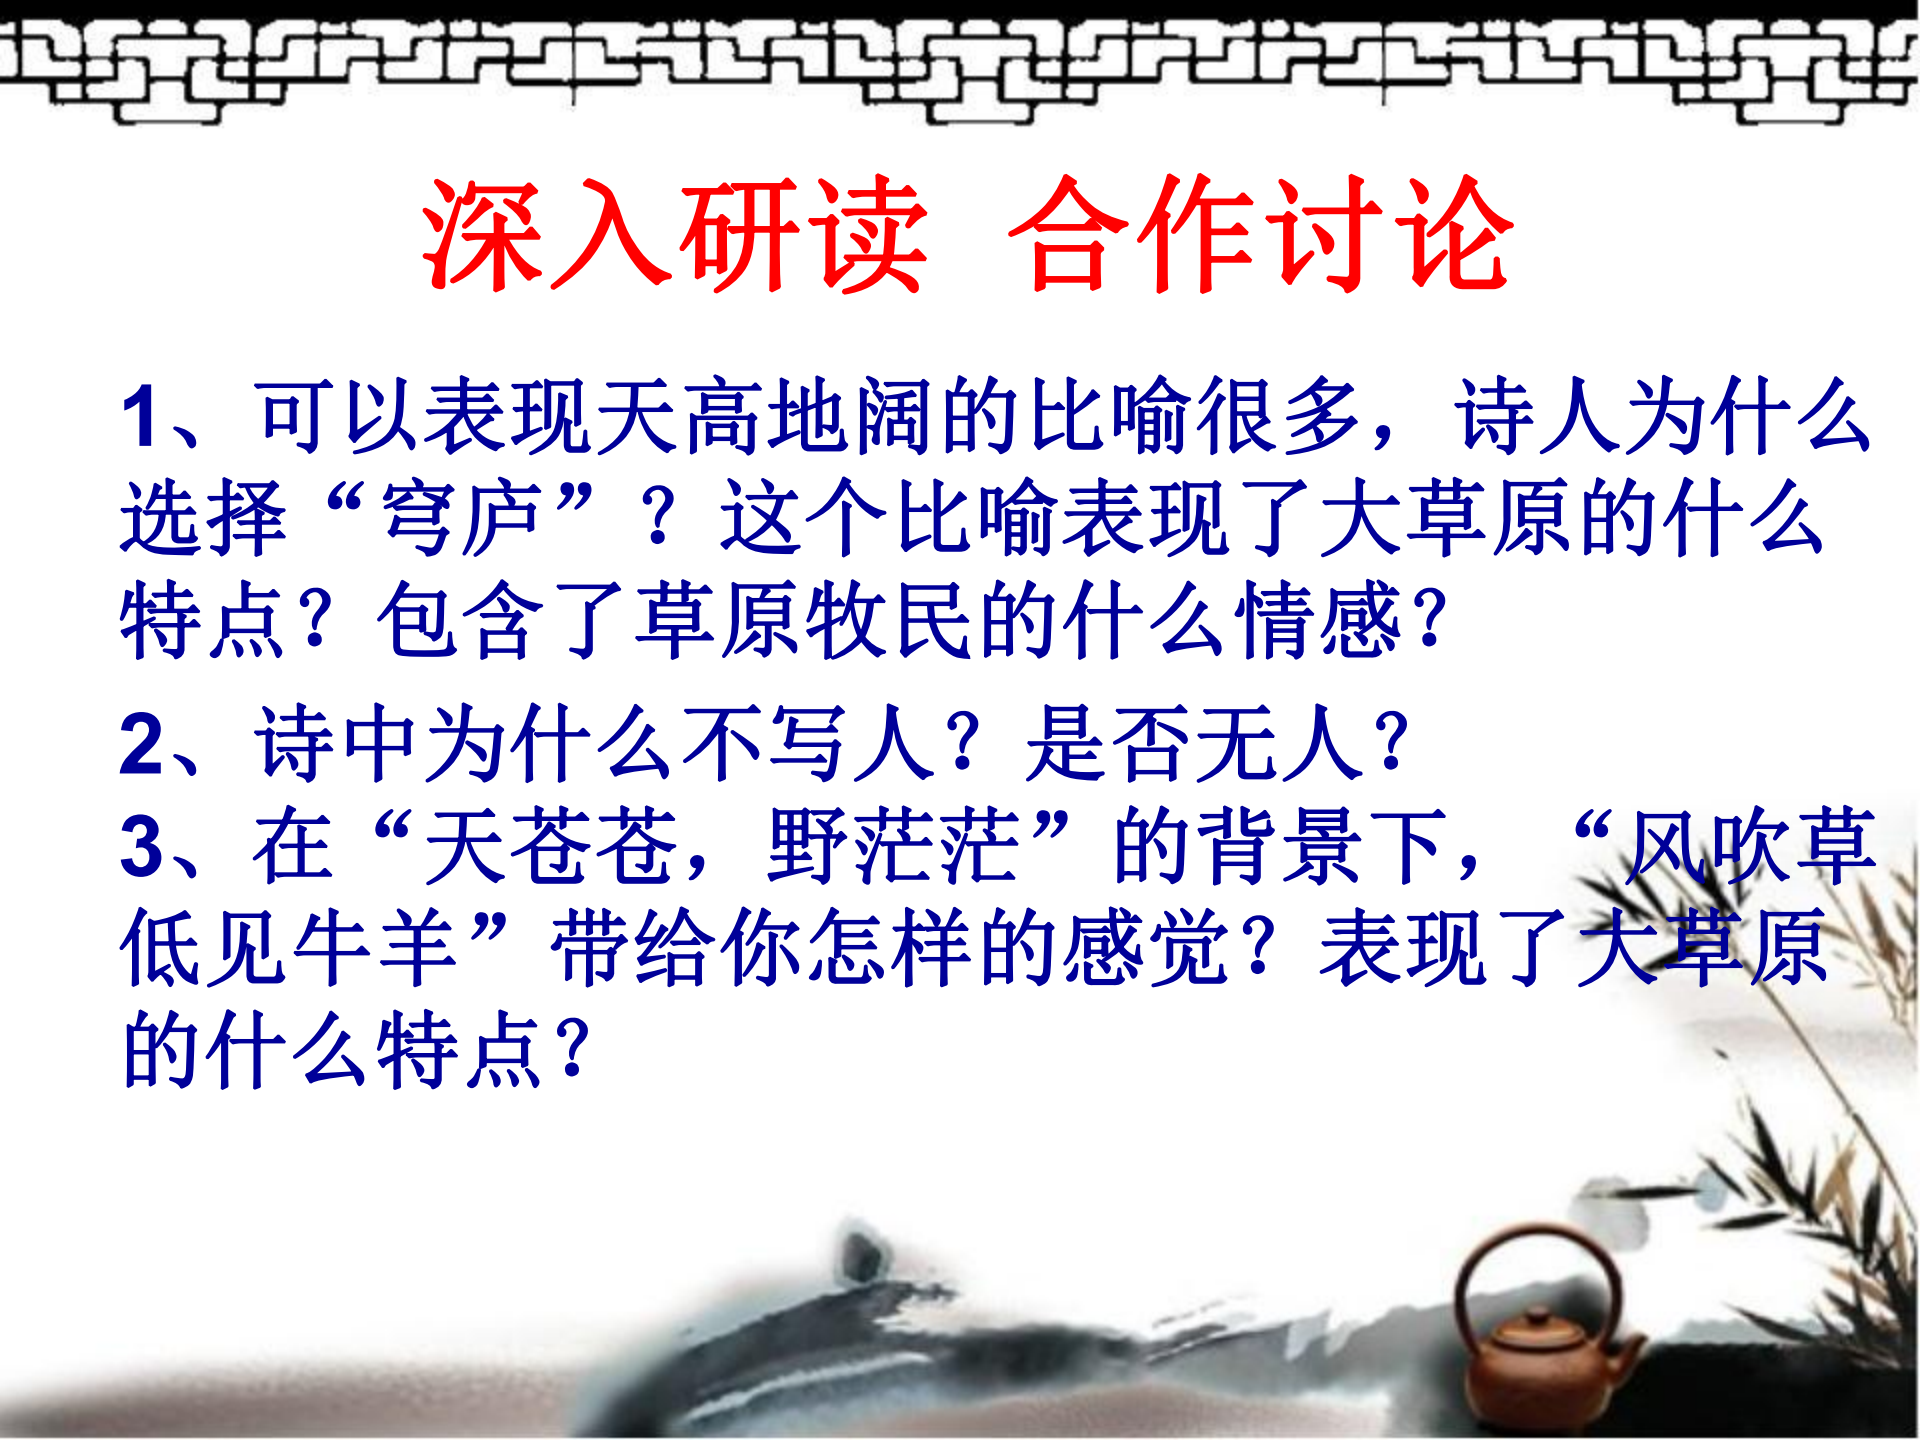 深入研读 合作讨论
1、可以表现天高地阔的比喻很多，诗人为什么
选择“穹庐”？这个比喻表现了大草原的什么
特点？包含了草原牧民的什么情感？
2、诗中为什么不写人？是否无人？
3、在“天苍苍，野茫茫”的背景下，“风吹草
低见牛羊”带给你怎样的感觉？表现了大草原
的什么特点？